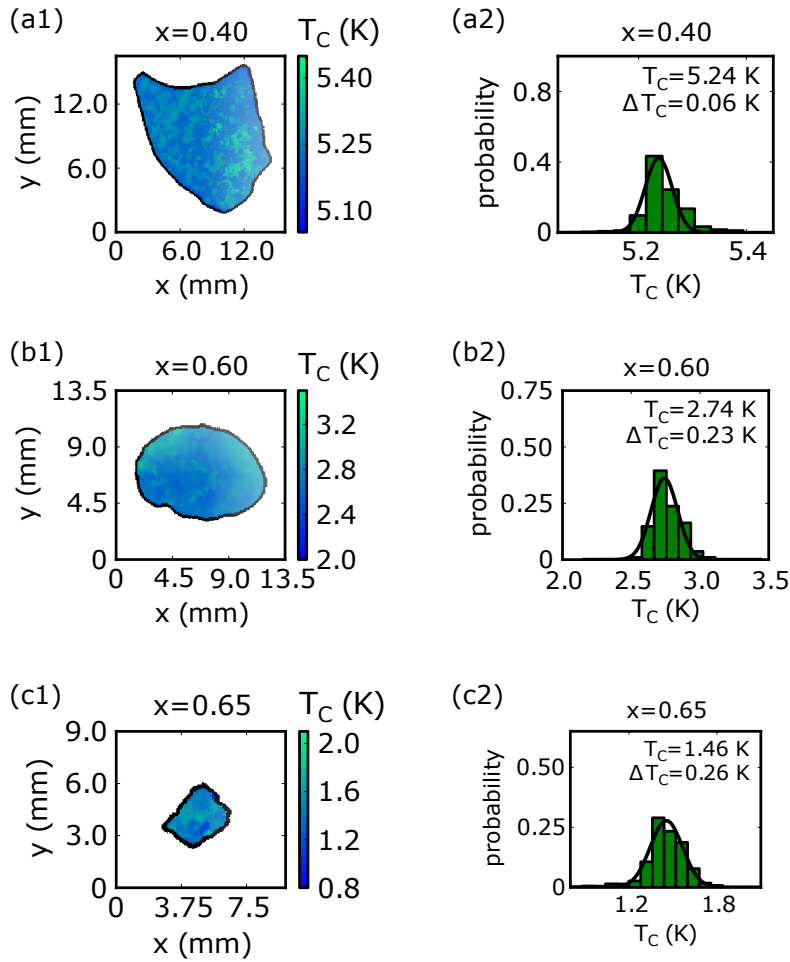 (a1)
x=0.40
T_C (K)
5.40
5.25
5.10
12.0
6.0
0
y (mm)
0 6.0 12.0
x (mm)
(a2)
x=0.40
T_C=5.24 K
ΔT_C=0.06 K
probability
0.8
0.4
0
5.2 5.4
T_C (K)
(b1)
x=0.60
T_C (K)
3.2
2.8
2.4
2.0
13.5
9.0
4.5
0
y (mm)
0 4.5 9.0 13.5
x (mm)
(b2)
x=0.60
T_C=2.74 K
ΔT_C=0.23 K
probability
0.75
0.50
0.25
0
2.0 2.5 3.0 3.5
T_C (K)
(c1)
x=0.65
T_C (K)
2.0
1.6
1.2
0.8
9.0
6.0
3.0
0
y (mm)
0 3.75 7.5
x (mm)
(c2)
x=0.65
T_C=1.46 K
ΔT_C=0.26 K
probability
0.50
0.25
0
1.2 1.8
T_C (K)